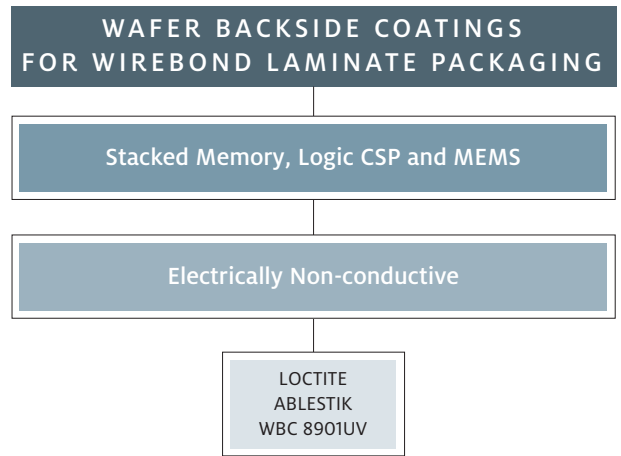 WAFER BACKSIDE COATINGS
FOR WIREBOND LAMINATE PACKAGING
Stacked Memory, Logic CSP and MEMS
Electrically Non-conductive
LOCTITE
ABLESTIK
WBC 8901UV